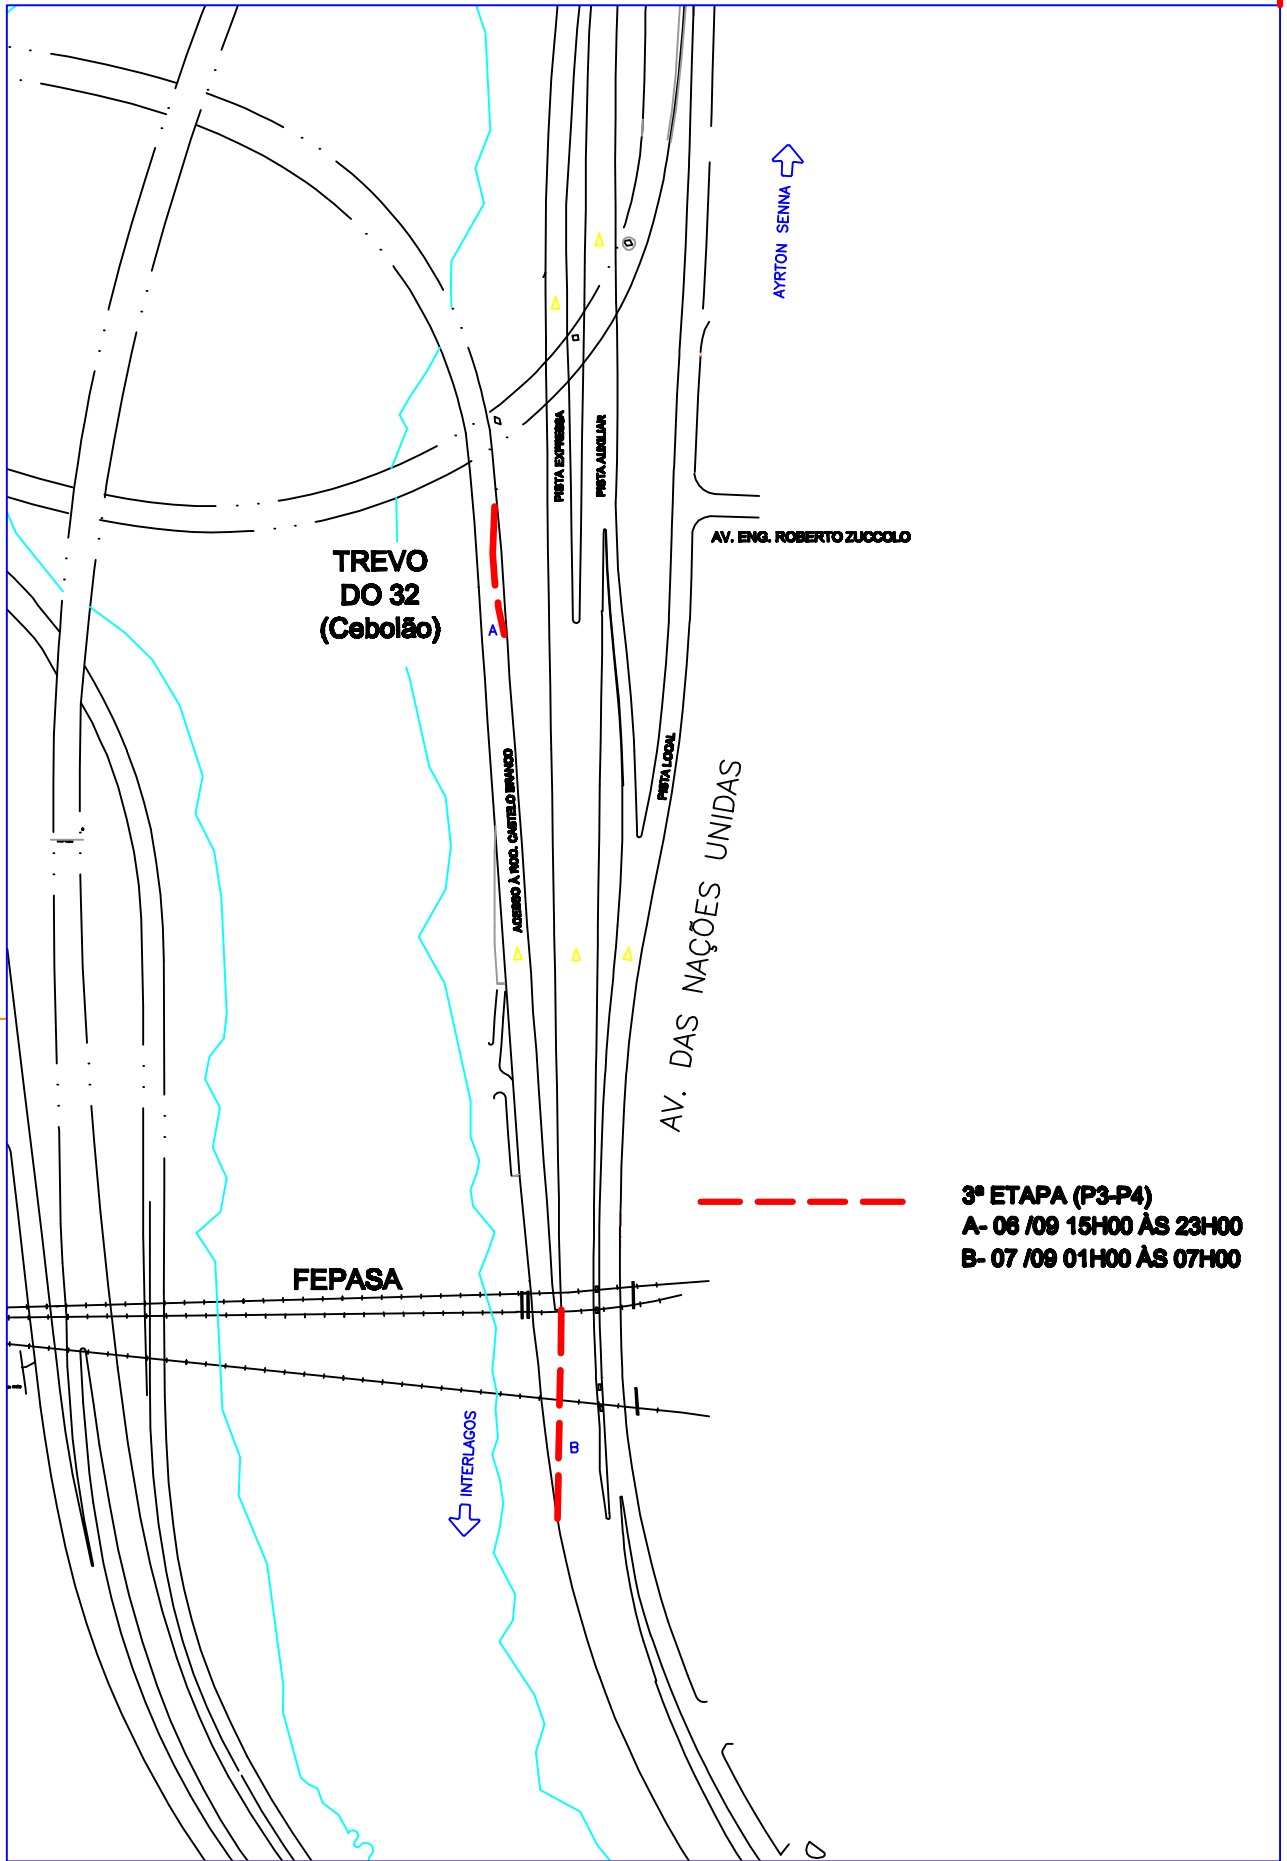 AYRTON SENNA
PISTA EXPRESSA
PISTA AUXILIAR
AV. ENG. ROBERTO ZUCCOLO
TREVO
DO 32
(Cebolão)
A
PISTA LOCAL
ACESSO À ROD. CASTELO BRANCO
AV. DAS NAÇÕES UNIDAS
3ª ETAPA (P3-P4)
A- 06 /09 15H00 ÀS 23H00
B- 07 /09 01H00 ÀS 07H00
FEPASA
INTERLAGOS
B